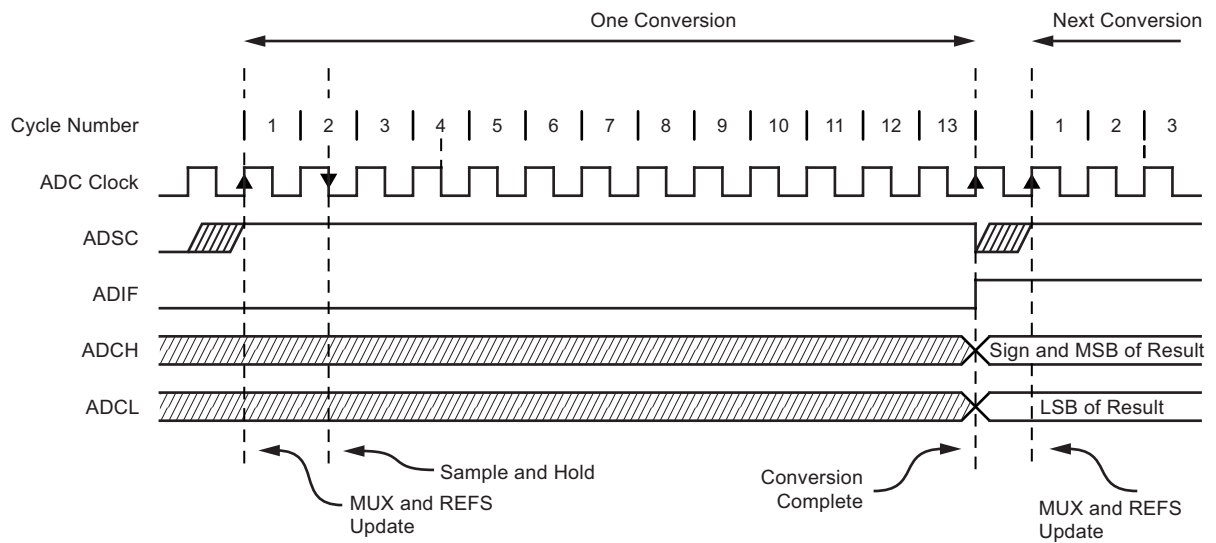 One Conversion
Next Conversion
Cycle Number
1 2 3 4 5 6 7 8 9 10 11 12 13 1 2 3
ADC Clock
ADSC
ADIF
ADCH
Sign and MSB of Result
ADCL
LSB of Result
Sample and Hold
MUX and REFS
Update
Conversion
Complete
MUX and REFS
Update